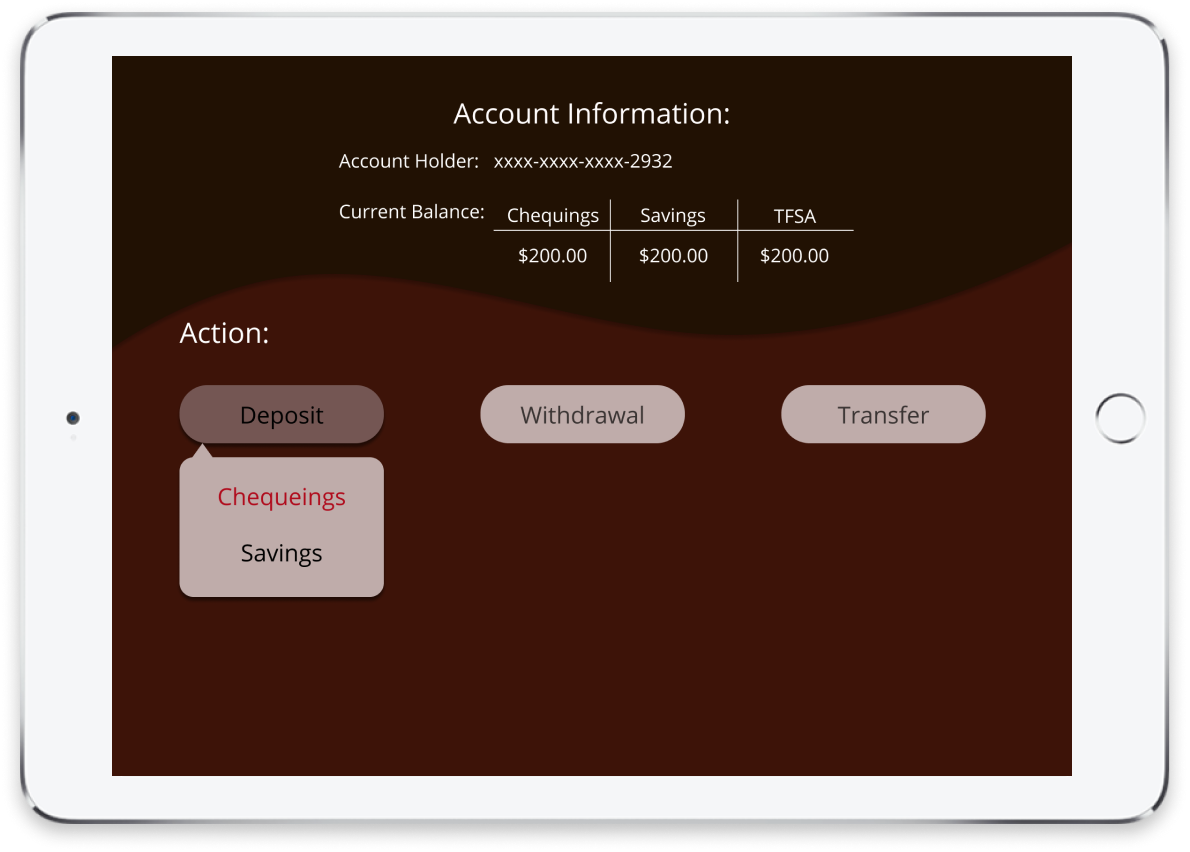 Account Information:
Account Holder: xxxx-xxxx-xxxx-2932
Current Balance: Chequings Savings TFSA
$200.00 $200.00 $200.00
Action:
Deposit Withdrawal Transfer
Chequeings
Savings